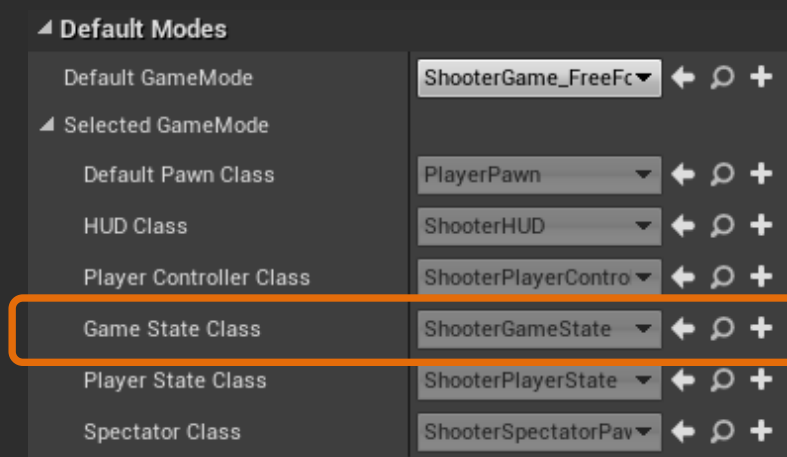 Default Modes
Default GameMode ShooterGame_FreeFc
Selected GameMode
Default Pawn Class PlayerPawn
HUD Class ShooterHUD
Player Controller Class ShooterPlayerControl
Game State Class ShooterGameState
Player State Class ShooterPlayerState
Spectator Class ShooterSpectatorPav